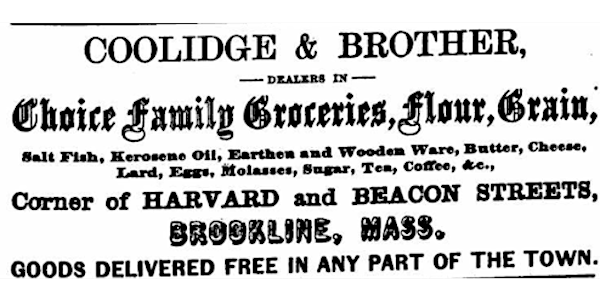 COOLIDGE & BROTHER,
DEALERS IN
Choice Family Groceries, Flour, Grain,
Salt Fish, Kerosene Oil, Earthen and Wooden Ware, Butter, Cheese,
Lard, Eggs, Molasses, Sugar, Tea, Coffee, &c.,
Corner of HARVARD and BEACON STREETS,
BROOKLINE, MASS.
GOODS DELIVERED FREE IN ANY PART OF THE TOWN.